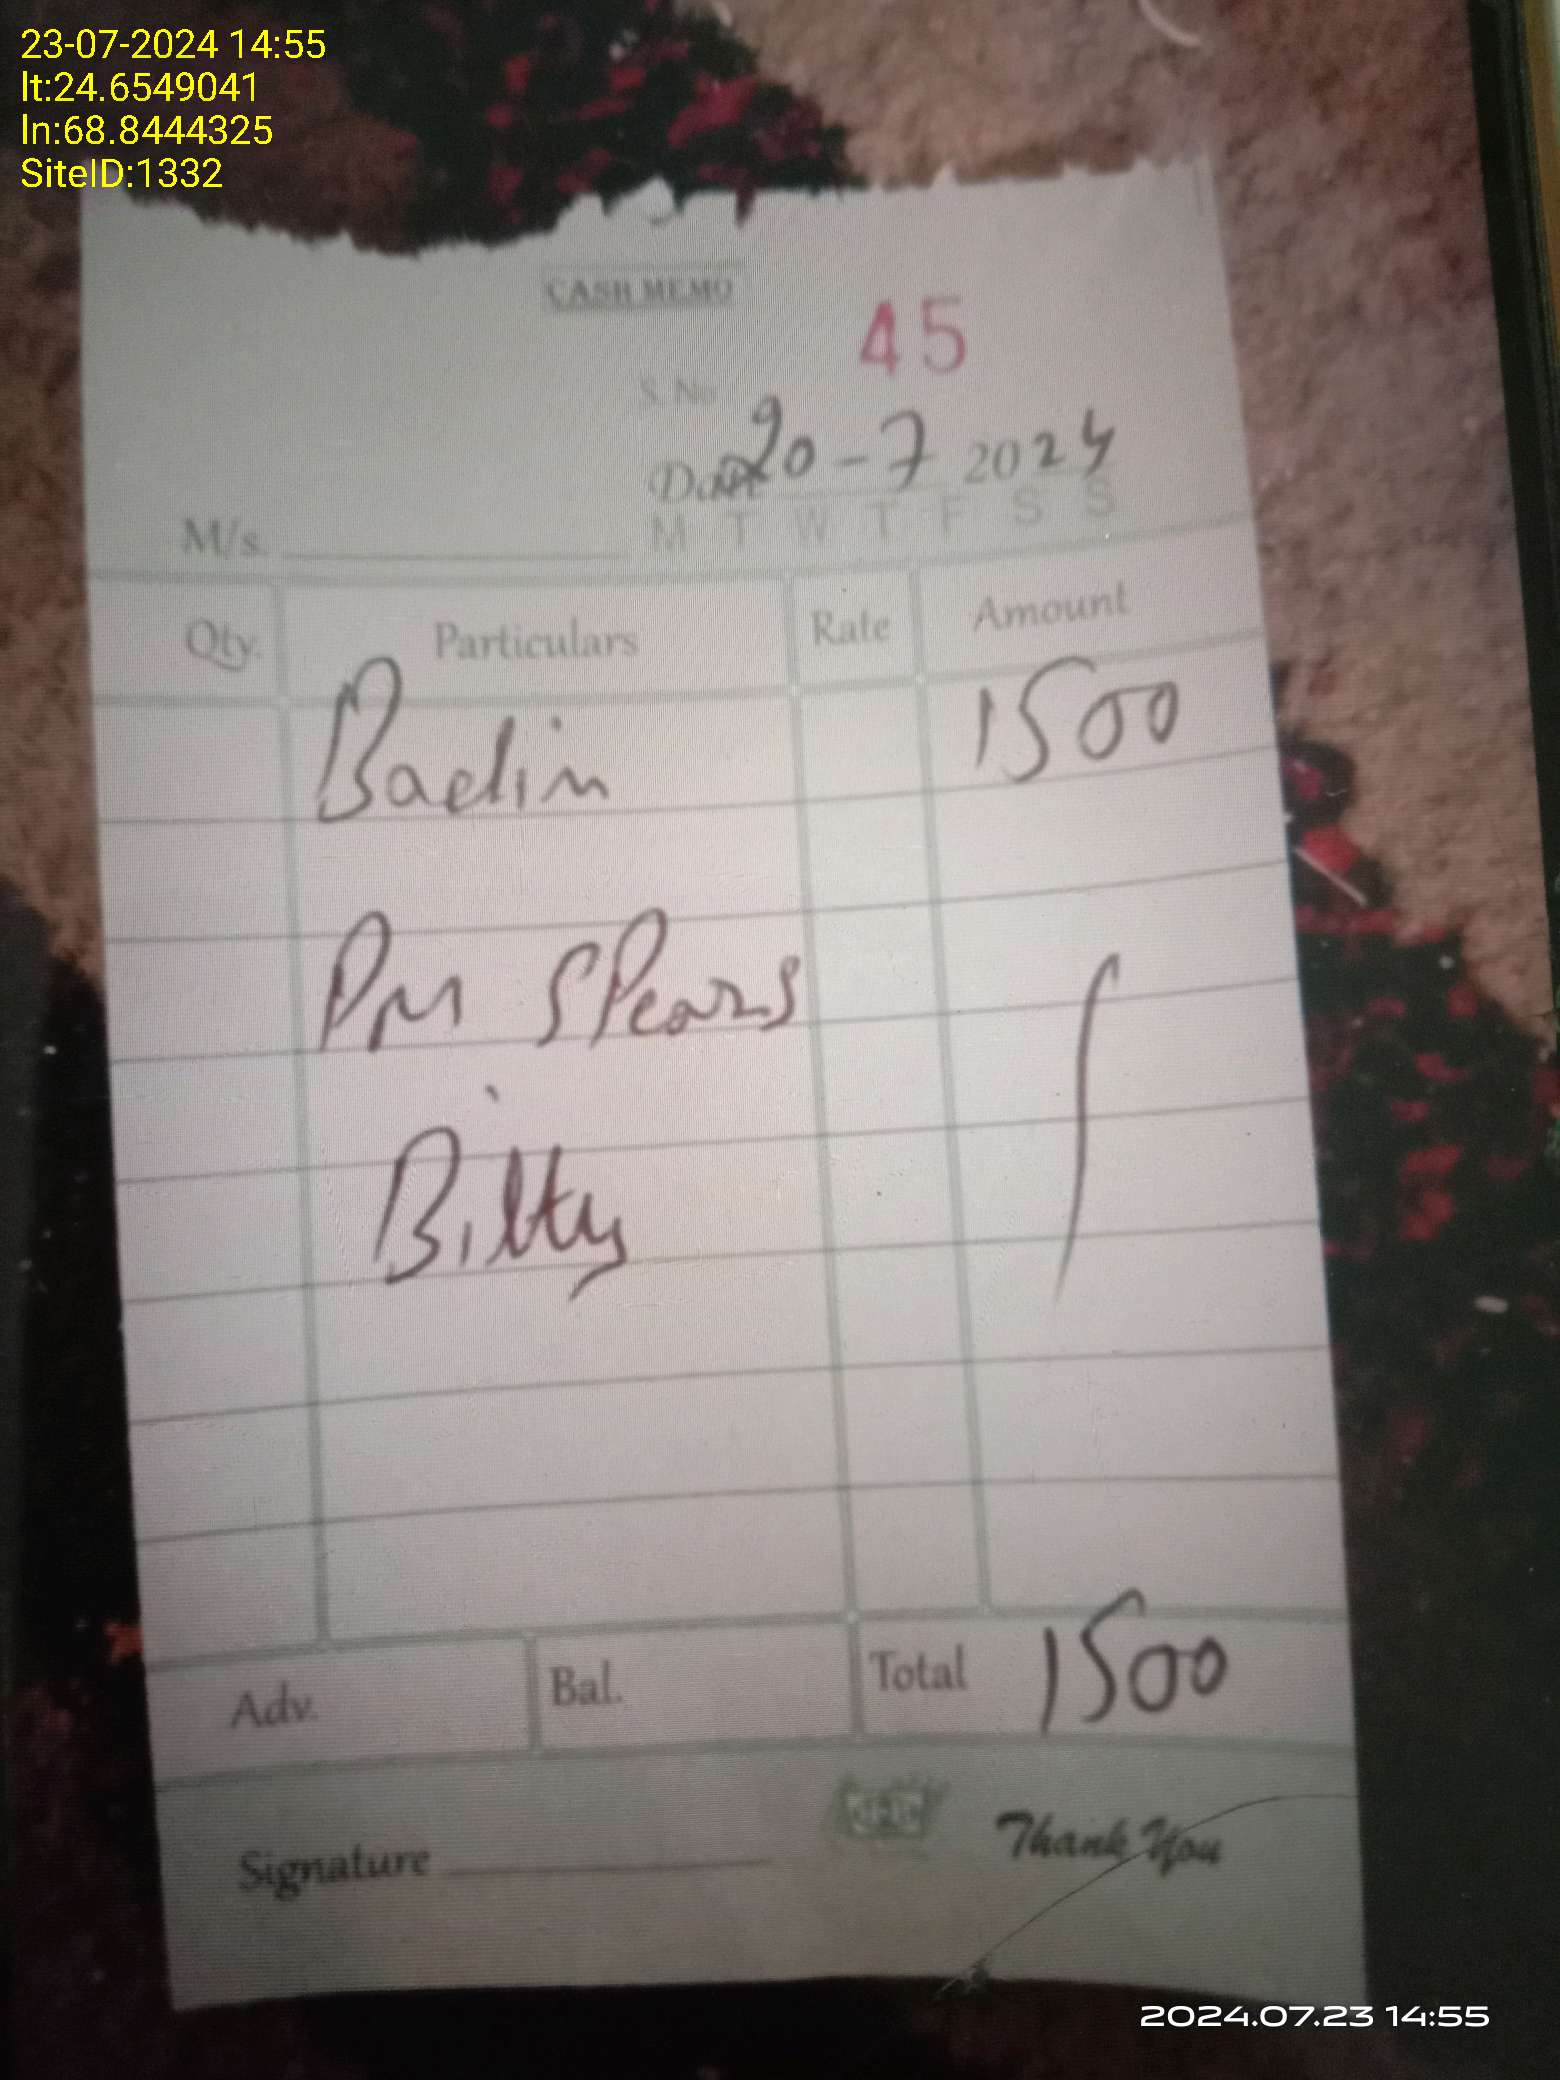 23-07-2024 14:55
lt:24.6549041
ln:68.8444325
SiteID:1332
CASH MEMO
45
S.No
Date 20-7 2024
M T W T F S S
M/s.
Qty. Particulars Rate Amount
Badin 1500
PM SPears
Bilty
Adv. Bal. Total 1500
Signature Thank You
2024.07.23 14:55